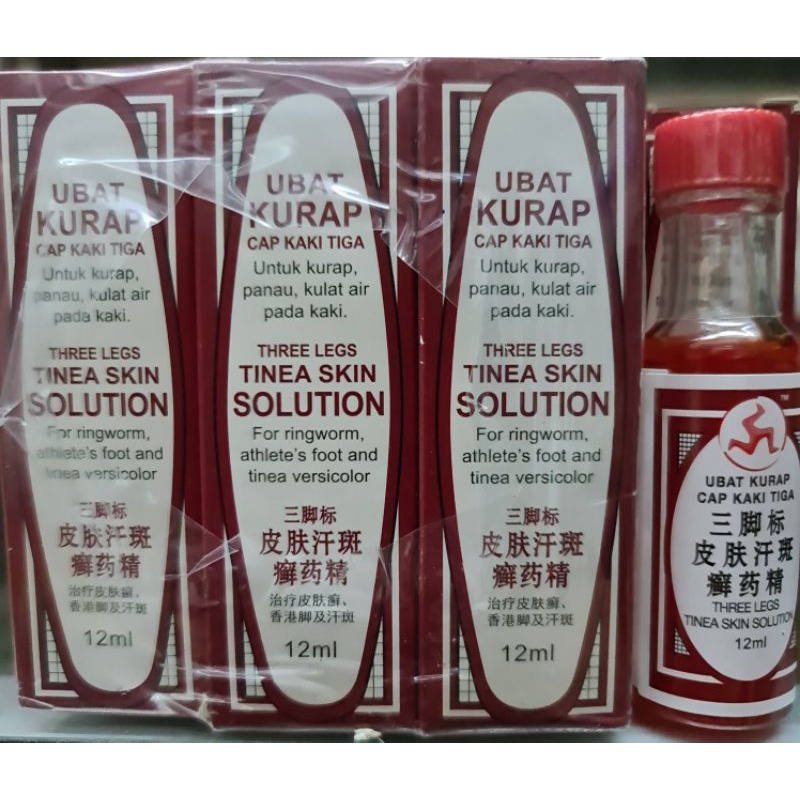 UBAT
KURAP
CAP KAKI TIGA
Untuk kurap,
panau, kulat air
pada kaki.
THREE LEGS
TINEA SKIN
SOLUTION
For ringworm,
athlete's foot and
tinea versicolor
三脚标
皮肤汗斑
癣药精
治疗皮肤癣、
香港脚及汗斑
12ml
UBAT
KURAP
CAP KAKI TIGA
Untuk kurap,
panau, kulat air
pada kaki.
THREE LEGS
TINEA SKIN
SOLUTION
For ringworm,
athlete's foot and
tinea versicolor
三脚标
皮肤汗斑
癣药精
治疗皮肤癣、
香港脚及汗斑
12ml
UBAT
KURAP
CAP KAKI TIGA
Untuk kurap,
panau, kulat air
pada kaki.
THREE LEGS
TINEA SKIN
SOLUTION
For ringworm,
athlete's foot and
tinea versicolor
三脚标
皮肤汗斑
癣药精
治疗皮肤癣、
香港脚及汗斑
12ml
TM
UBAT KURAP
CAP KAKI TIGA
三脚标
皮肤汗斑
癣药精
THREE LEGS
TINEA SKIN SOLUTION
12ml